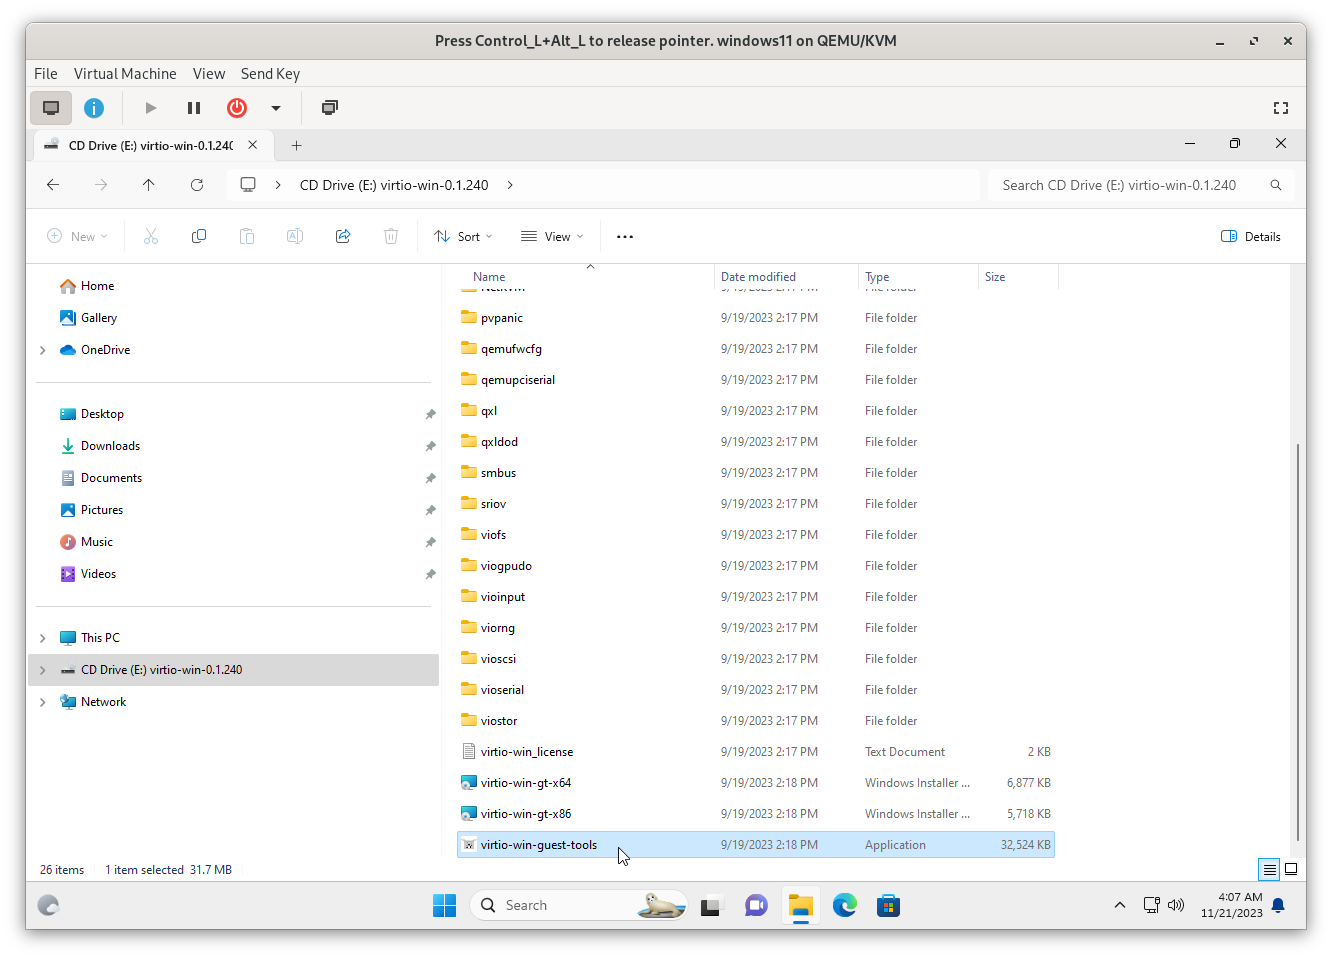 Press Control_L+Alt_L to release pointer. windows11 on QEMU/KVM
File Virtual Machine View Send Key
CD Drive (E:) virtio-win-0.1.240
CD Drive (E:) virtio-win-0.1.240
Search CD Drive (E:) virtio-win-0.1.240
New Sort View Details
Home
Gallery
OneDrive
Desktop
Downloads
Documents
Pictures
Music
Videos
This PC
CD Drive (E:) virtio-win-0.1.240
Network
Name Date modified Type Size
NetKVM 9/19/2023 2:17 PM File folder
pvpanic 9/19/2023 2:17 PM File folder
qemufwcfg 9/19/2023 2:17 PM File folder
qemupciserial 9/19/2023 2:17 PM File folder
qxl 9/19/2023 2:17 PM File folder
qxldod 9/19/2023 2:17 PM File folder
smbus 9/19/2023 2:17 PM File folder
sriov 9/19/2023 2:17 PM File folder
viofs 9/19/2023 2:17 PM File folder
viogpudo 9/19/2023 2:17 PM File folder
vioinput 9/19/2023 2:17 PM File folder
viorng 9/19/2023 2:17 PM File folder
vioscsi 9/19/2023 2:17 PM File folder
vioserial 9/19/2023 2:17 PM File folder
viostor 9/19/2023 2:17 PM File folder
virtio-win_license 9/19/2023 2:17 PM Text Document 2 KB
virtio-win-gt-x64 9/19/2023 2:18 PM Windows Installer ... 6,877 KB
virtio-win-gt-x86 9/19/2023 2:18 PM Windows Installer ... 5,718 KB
virtio-win-guest-tools 9/19/2023 2:18 PM Application 32,524 KB
26 items 1 item selected 31.7 MB
Search
4:07 AM
11/21/2023